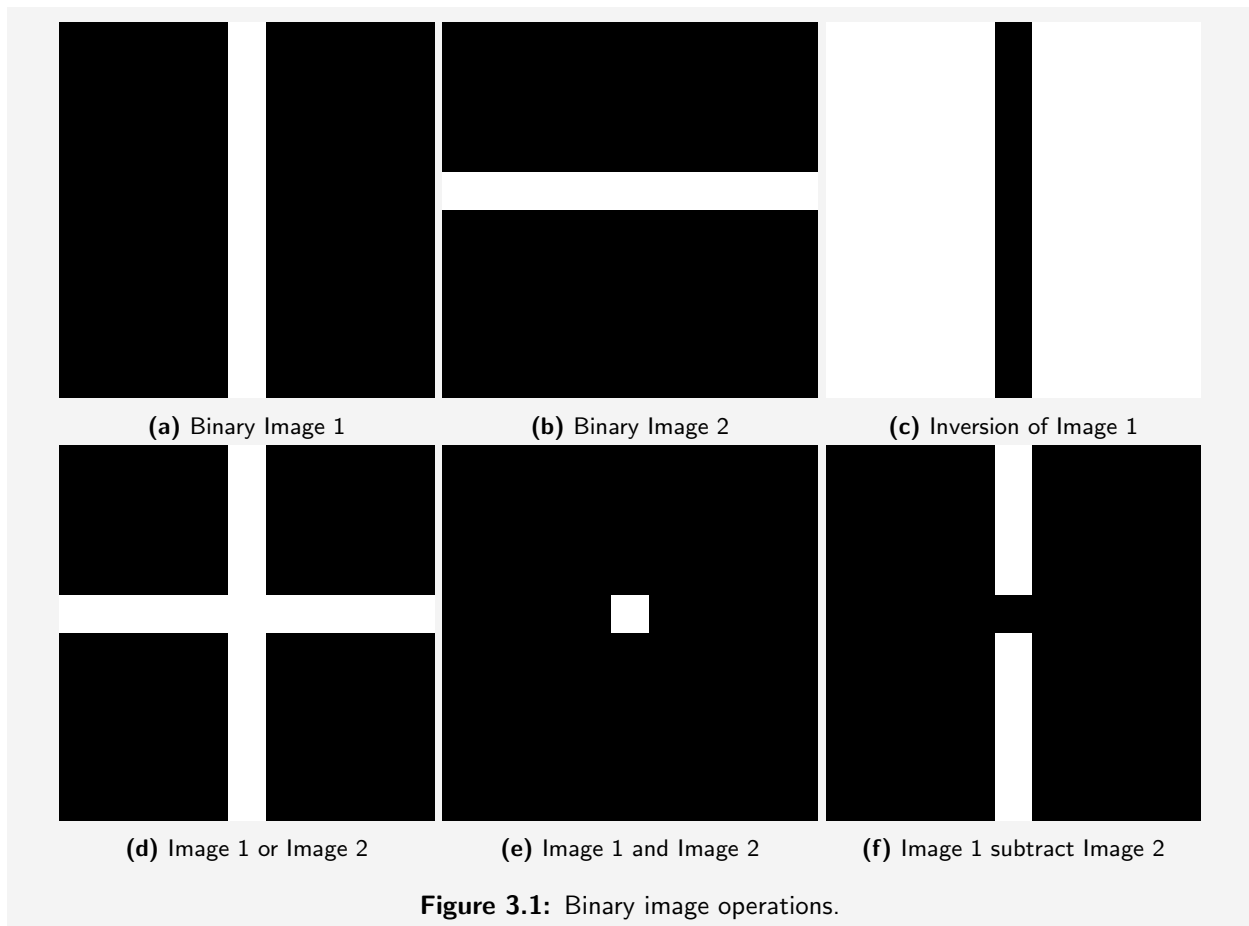 (a) Binary Image 1
(b) Binary Image 2
(c) Inversion of Image 1
(d) Image 1 or Image 2
(e) Image 1 and Image 2
(f) Image 1 subtract Image 2
Figure 3.1: Binary image operations.